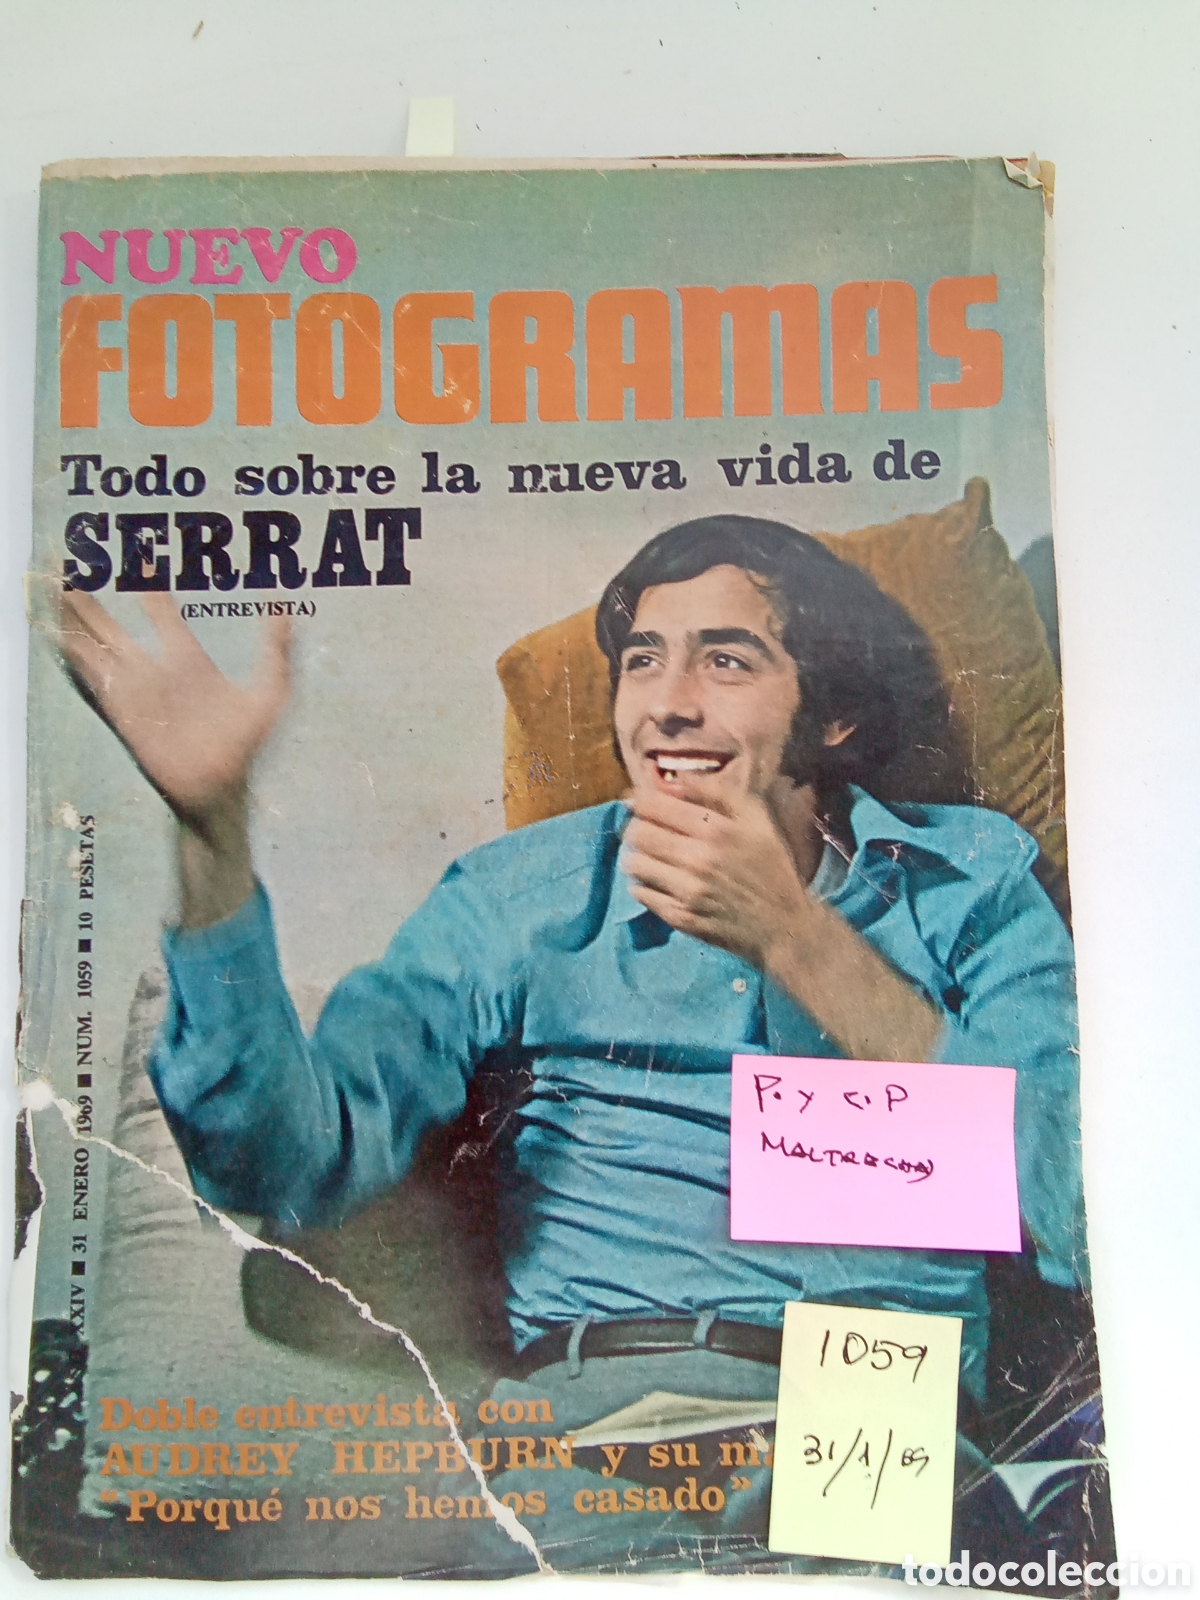 NUEVO
FOTOGRAMAS
Todo sobre la nueva vida de
SERRAT
(ENTREVISTA)
XXIV ■ 31 ENERO 1969 ■ NUM. 1059 ■ 10 PESETAS
P. y C. P
MALTRECHA
1059
31/1/69
Doble entrevista con
AUDREY HEPBURN y su
"Porqué nos hemos casado"
todocoleccion